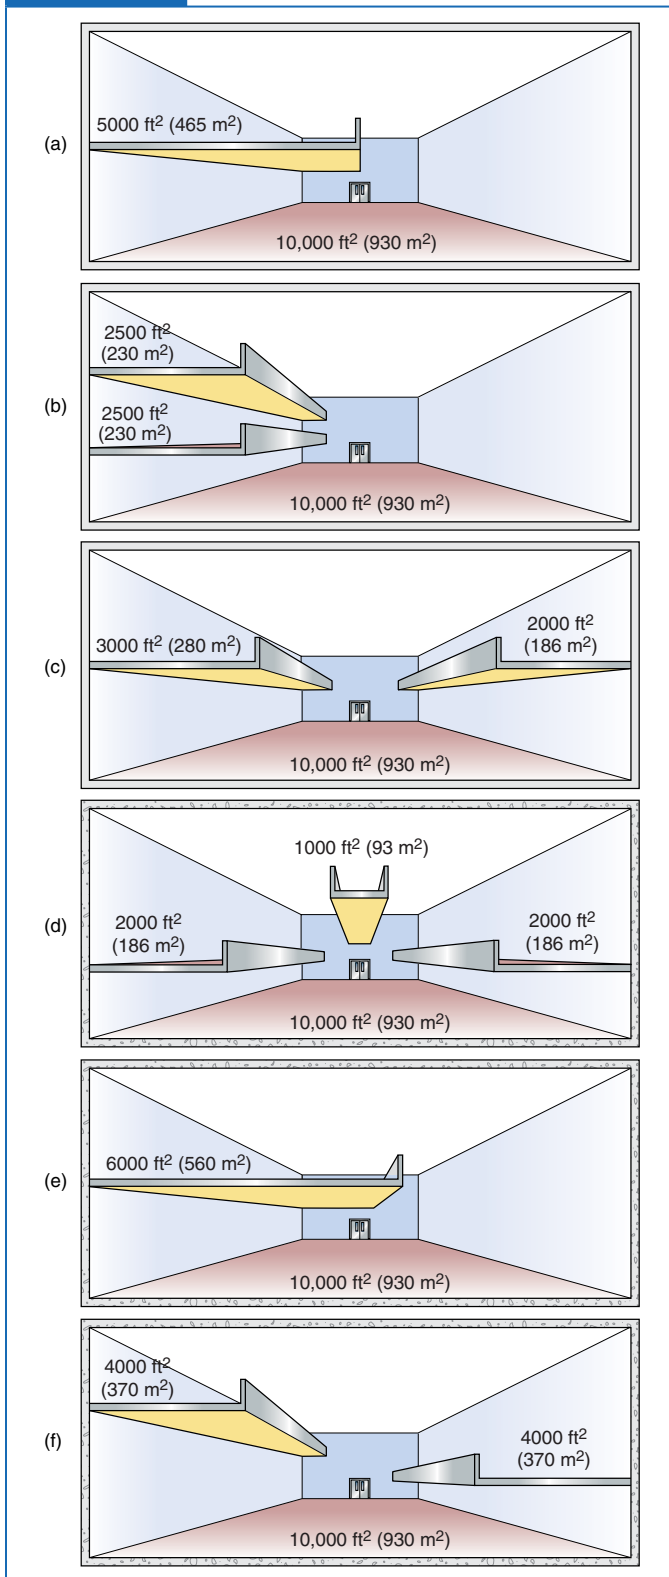 (a)
5000 ft² (465 m²)
10,000 ft² (930 m²)
(b)
2500 ft²
(230 m²)
2500 ft²
(230 m²)
10,000 ft² (930 m²)
(c)
3000 ft² (280 m²)
2000 ft²
(186 m²)
10,000 ft² (930 m²)
(d)
1000 ft² (93 m²)
2000 ft²
(186 m²)
2000 ft²
(186 m²)
10,000 ft² (930 m²)
(e)
6000 ft² (560 m²)
10,000 ft² (930 m²)
(f)
4000 ft²
(370 m²)
4000 ft²
(370 m²)
10,000 ft² (930 m²)